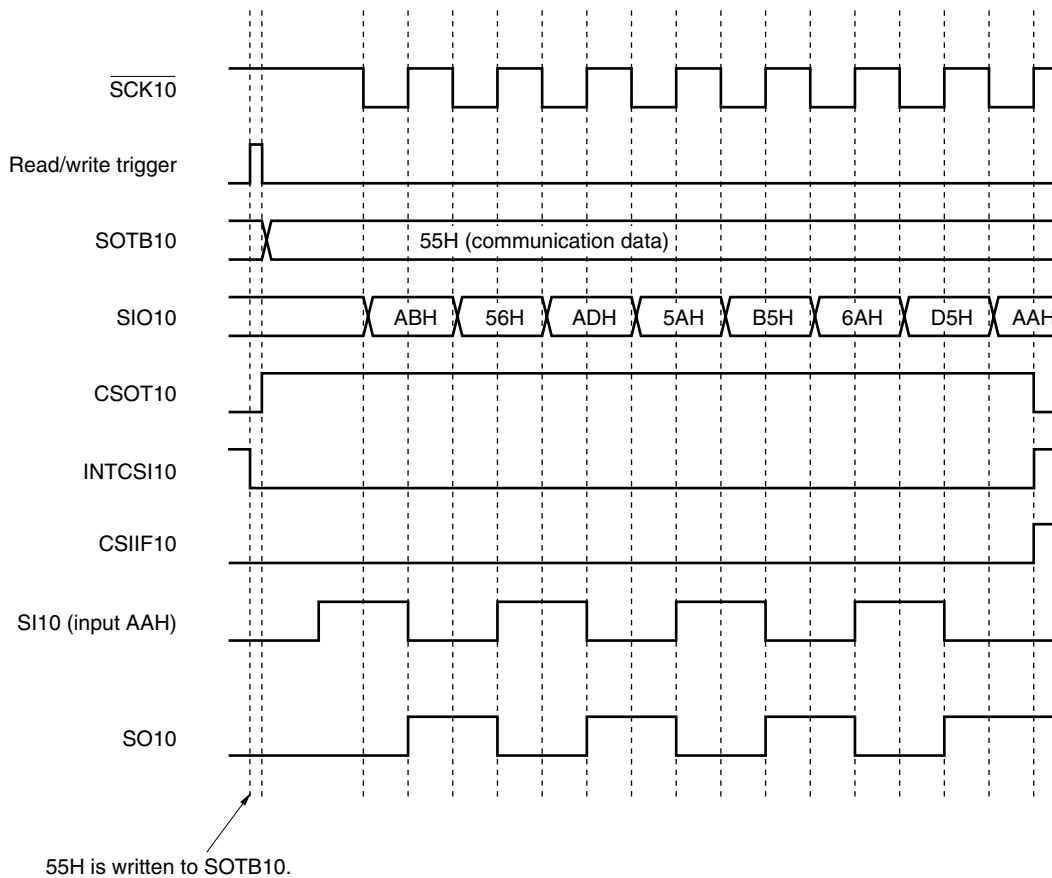 SCK10
Read/write trigger
SOTB10
55H (communication data)
SIO10
ABH 56H ADH 5AH B5H 6AH D5H AAH
CSOT10
INTCSI10
CSIIF10
SI10 (input AAH)
SO10
55H is written to SOTB10.